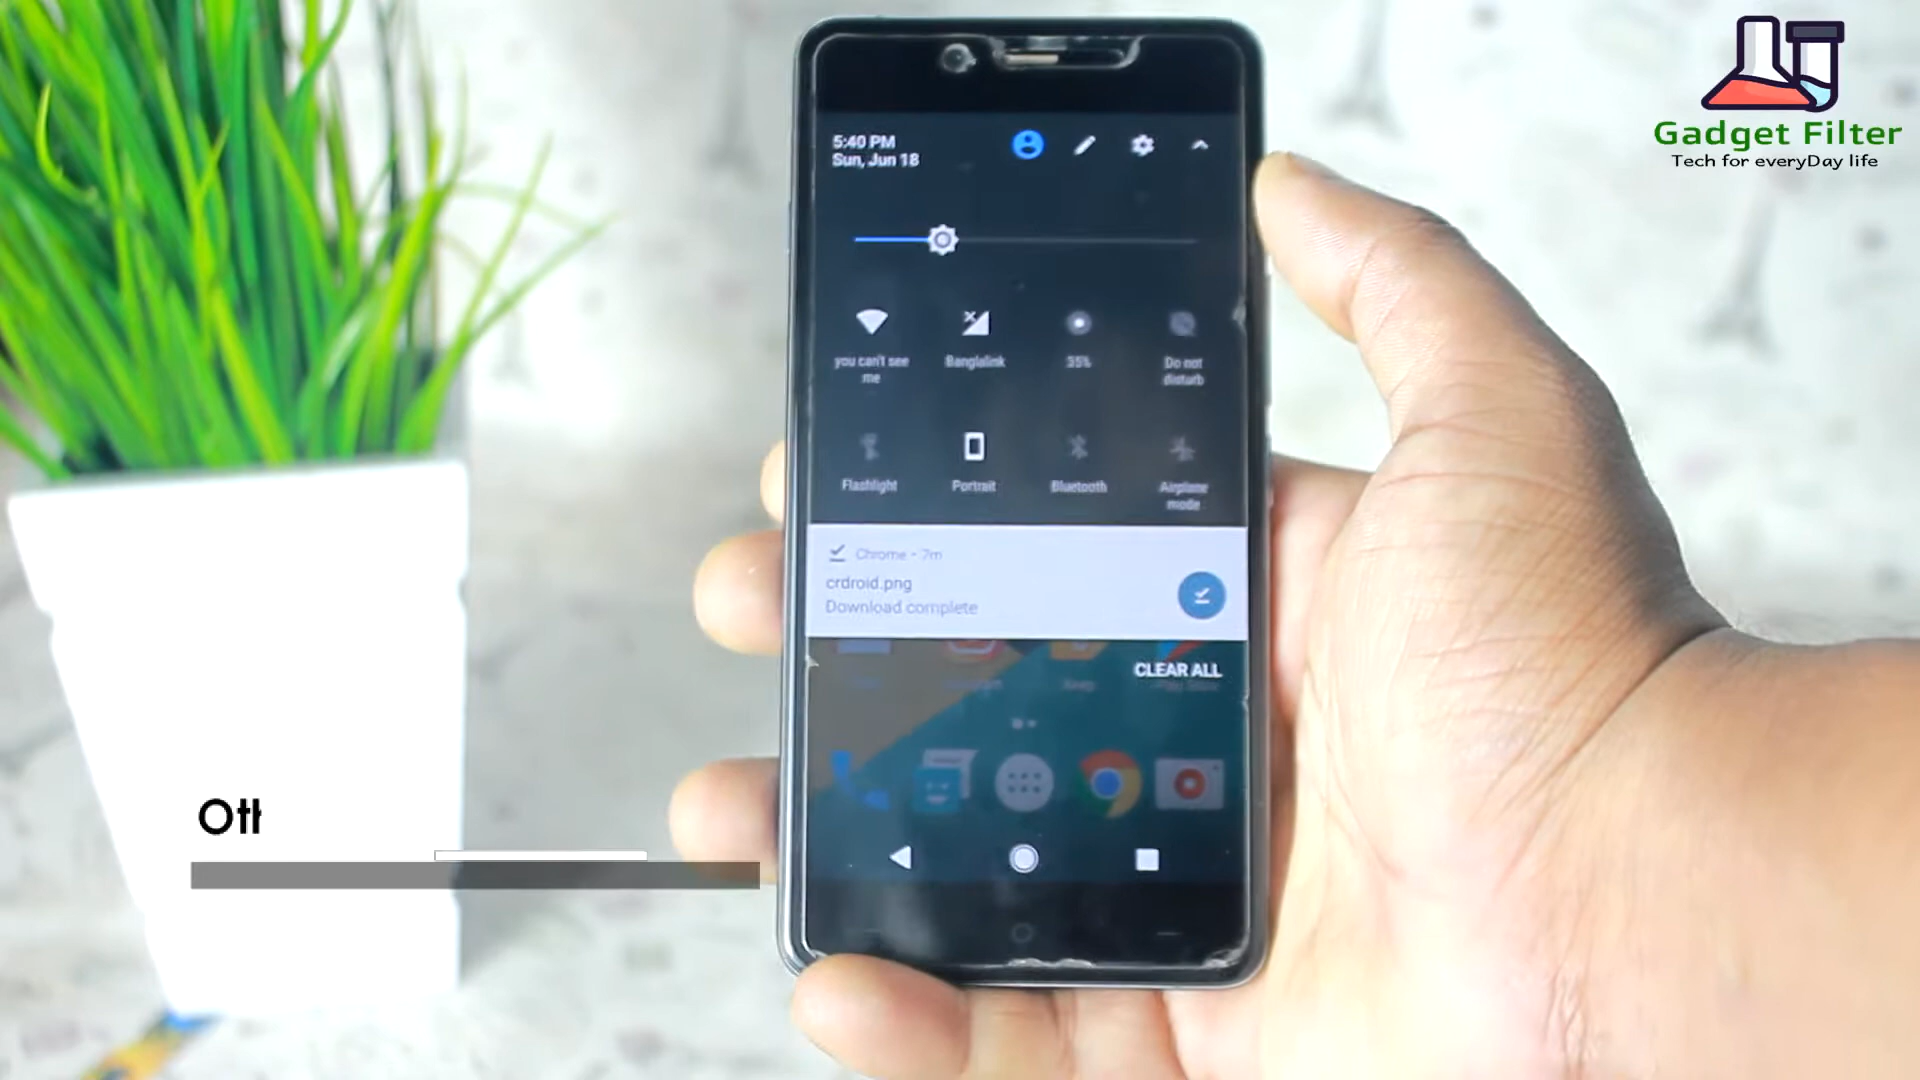 Gadget Filter
Tech for everyDay life
5:40 PM
Sun, Jun 18
you can't see
me
Banglalink
35%
Do not
disturb
Flashlight
Portrait
Bluetooth
Airplane
mode
Chrome • 7m
crdroid.png
Download complete
CLEAR ALL
Ot